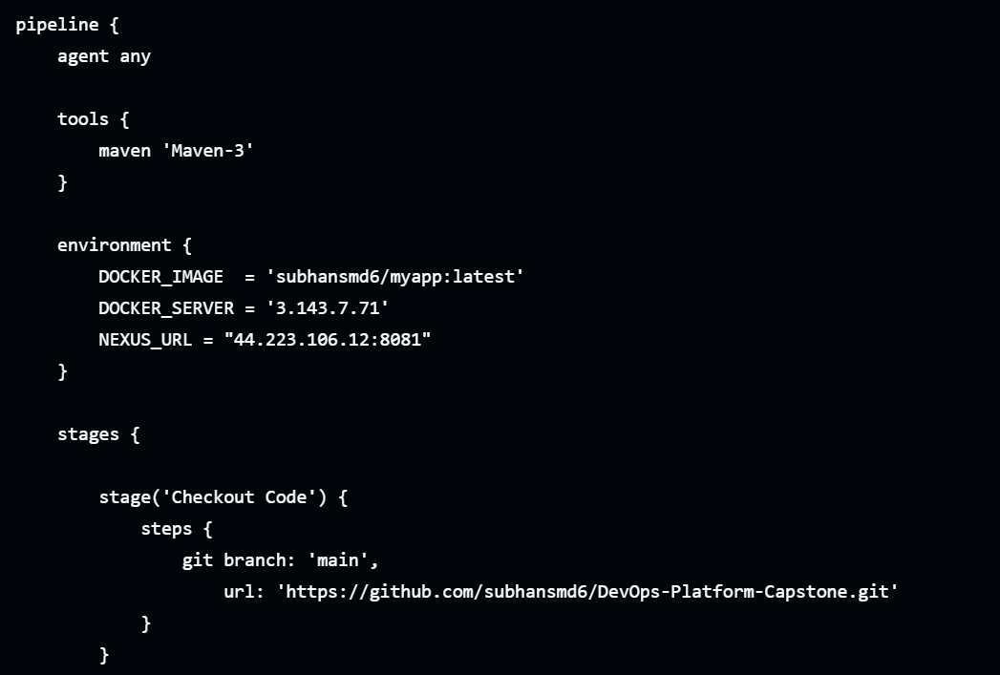 pipeline {
    agent any

    tools {
        maven 'Maven-3'
    }

    environment {
        DOCKER_IMAGE  = 'subhansmd6/myapp:latest'
        DOCKER_SERVER = '3.143.7.71'
        NEXUS_URL = "44.223.106.12:8081"
    }

    stages {

        stage('Checkout Code') {
            steps {
                git branch: 'main',
                    url: 'https://github.com/subhansmd6/DevOps-Platform-Capstone.git'
            }
        }